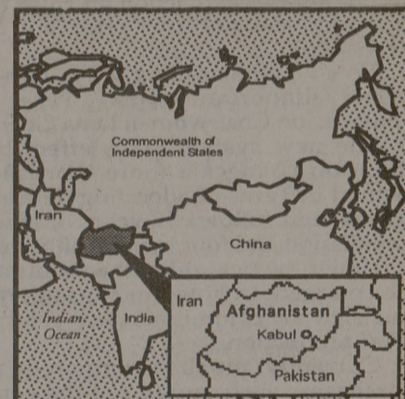 Commonwealth of
Independent States
Iran
China
Indian
Ocean
India
Iran
Afghanistan
Kabul
Pakistan